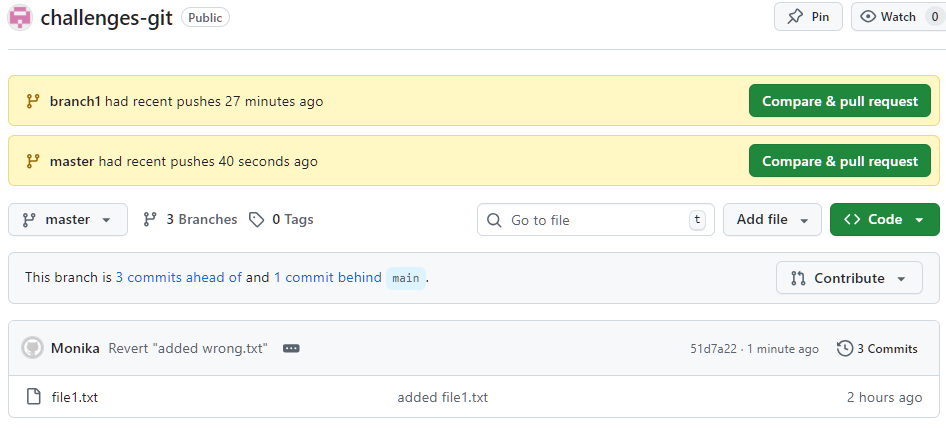 challenges-git Public Pin Watch 0
branch1 had recent pushes 27 minutes ago Compare & pull request
master had recent pushes 40 seconds ago Compare & pull request
master 3 Branches 0 Tags Go to file t Add file Code
This branch is 3 commits ahead of and 1 commit behind main . Contribute
Monika Revert "added wrong.txt" 51d7a22 · 1 minute ago 3 Commits
file1.txt added file1.txt 2 hours ago